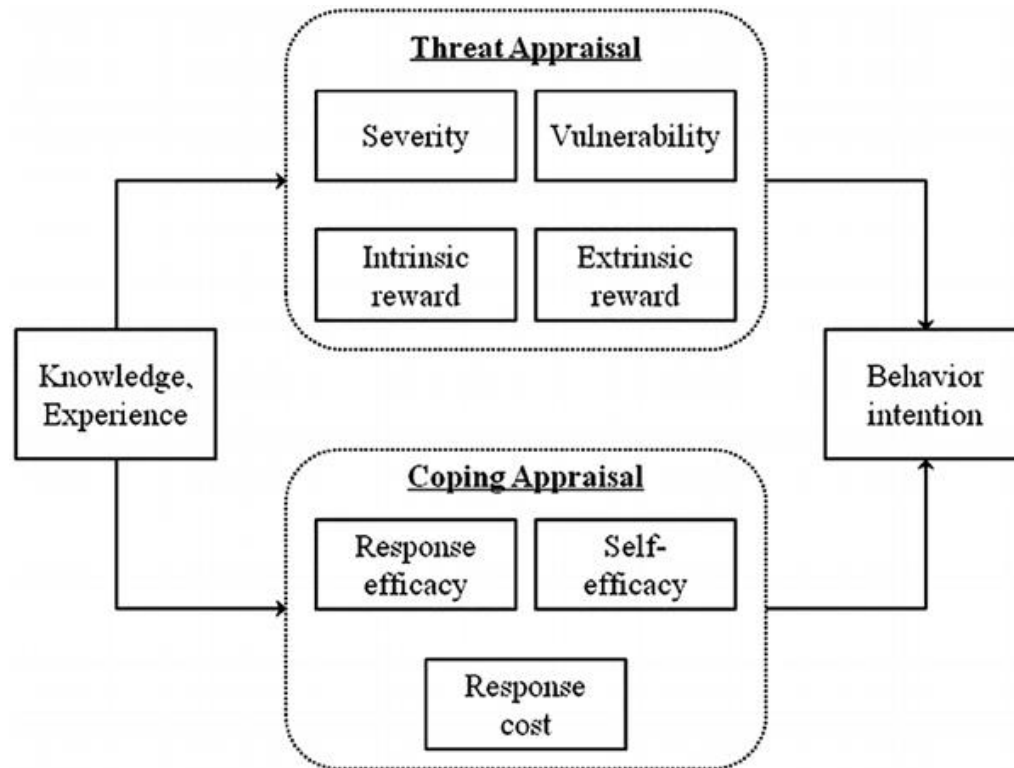 Threat Appraisal
Severity
Vulnerability
Intrinsic
reward
Extrinsic
reward
Knowledge、
Experience
Behavior
intention
Coping Appraisal
Response
efficacy
Self-
efficacy
Response
cost